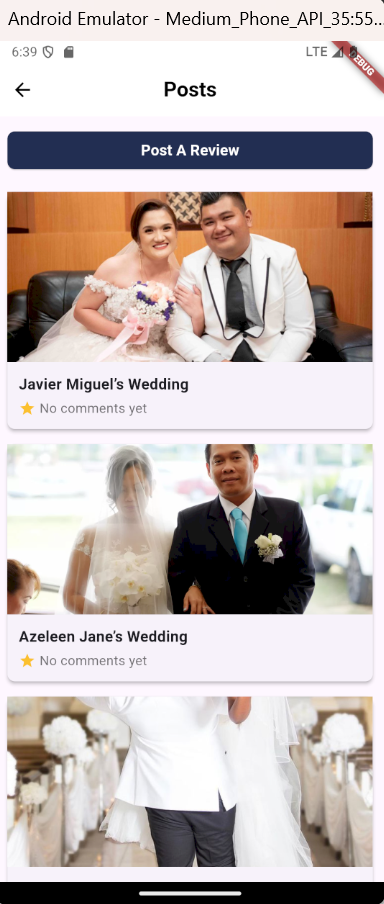 Android Emulator - Medium_Phone_API_35:55...
6:39
LTE
Posts
Post A Review
Javier Miguel’s Wedding
No comments yet
Azeleen Jane’s Wedding
No comments yet